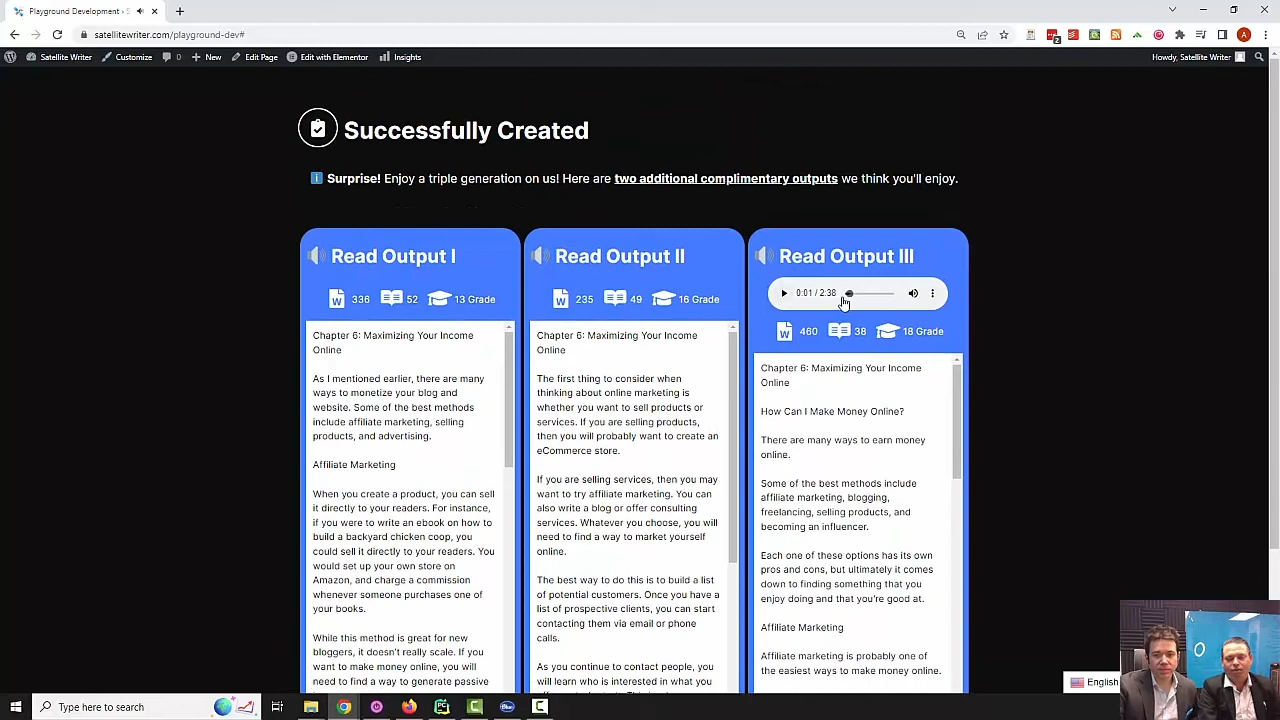 Playground Development › S
satellitewriter.com/playground-dev#
A
Satellite Writer
Customize
0
New
Edit Page
Edit with Elementor
Insights
Howdy, Satellite Writer
Successfully Created
Surprise! Enjoy a triple generation on us! Here are two additional complimentary outputs we think you'll enjoy.
Read Output I
W 336 52 13 Grade
Chapter 6: Maximizing Your Income
Online
As I mentioned earlier, there are many
ways to monetize your blog and
website. Some of the best methods
include affiliate marketing, selling
products, and advertising.
Affiliate Marketing
When you create a product, you can sell
it directly to your readers. For instance,
if you were to write an ebook on how to
build a backyard chicken coop, you
could sell it directly to your readers. You
would set up your own store on
Amazon, and charge a commission
whenever someone purchases one of
your books.
While this method is great for new
bloggers, it doesn't really scale. If you
want to make money online, you will
need to find a way to generate passive
Read Output II
W 235 49 16 Grade
Chapter 6: Maximizing Your Income
Online
The first thing to consider when
thinking about online marketing is
whether you want to sell products or
services. If you are selling products,
then you will probably want to create an
eCommerce store.
If you are selling services, then you may
want to try affiliate marketing. You can
also write a blog or offer consulting
services. Whatever you choose, you will
need to find a way to market yourself
online.
The best way to do this is to build a list
of potential customers. Once you have a
list of prospective clients, you can start
contacting them via email or phone
calls.
As you continue to contact people, you
will learn who is interested in what you
Read Output III
0:01 / 2:38
W 460 38 18 Grade
Chapter 6: Maximizing Your Income
Online
How Can I Make Money Online?
There are many ways to earn money
online.
Some of the best methods include
affiliate marketing, blogging,
freelancing, selling products, and
becoming an influencer.
Each one of these options has its own
pros and cons, but ultimately it comes
down to finding something that you
enjoy doing and that you're good at.
Affiliate Marketing
Affiliate marketing is probably one of
the easiest ways to make money online.
English
Type here to search